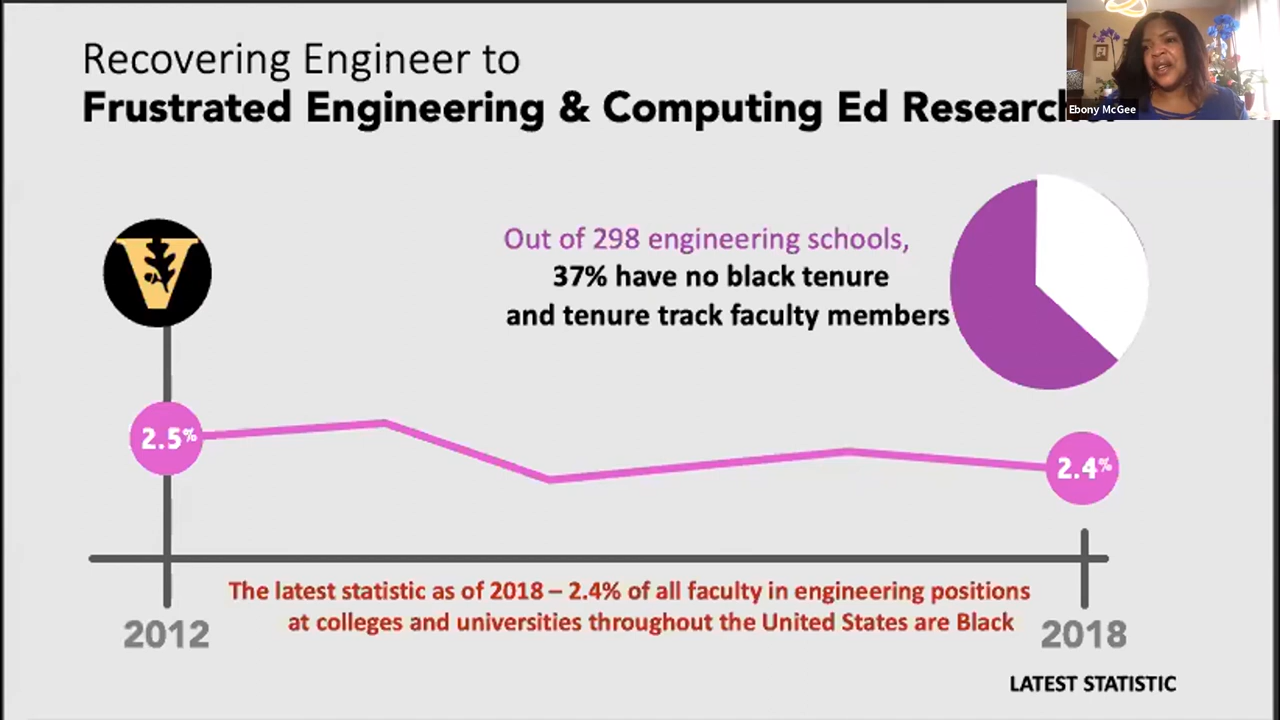 Recovering Engineer to
Frustrated Engineering & Computing Ed
Ebony McGee
V
Out of 298 engineering schools,
37% have no black tenure
and tenure track faculty members
2.5%
2.4%
The latest statistic as of 2018 – 2.4% of all faculty in engineering positions
at colleges and universities throughout the United States are Black
2012
2018
LATEST STATISTIC